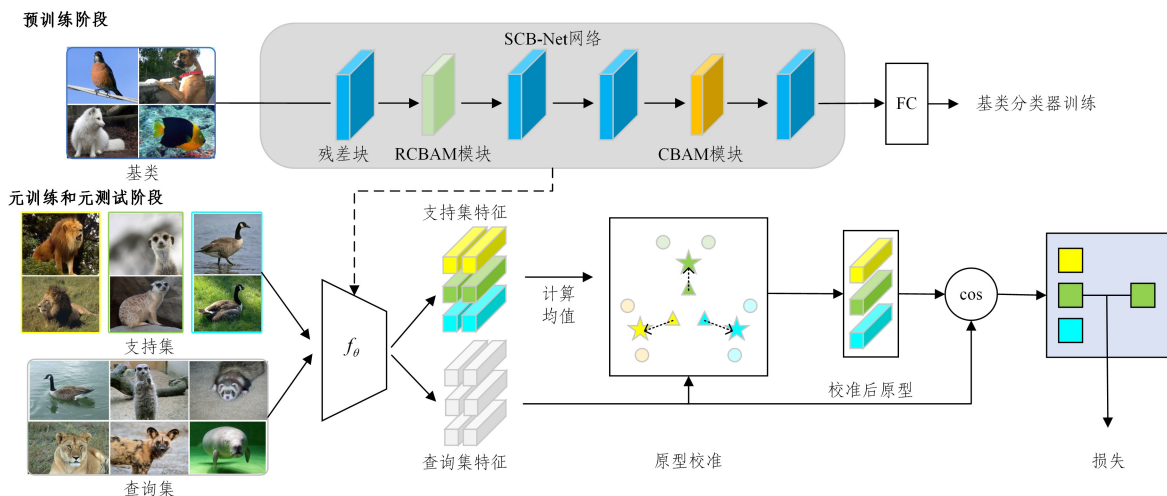 预训练阶段
SCB-Net网络
残差块
RCBAM模块
CBAM模块
FC
基类分类器训练
基类
元训练和元测试阶段
支持集
查询集
fθ
支持集特征
查询集特征
计算
均值
原型校准
校准后原型
cos
损失